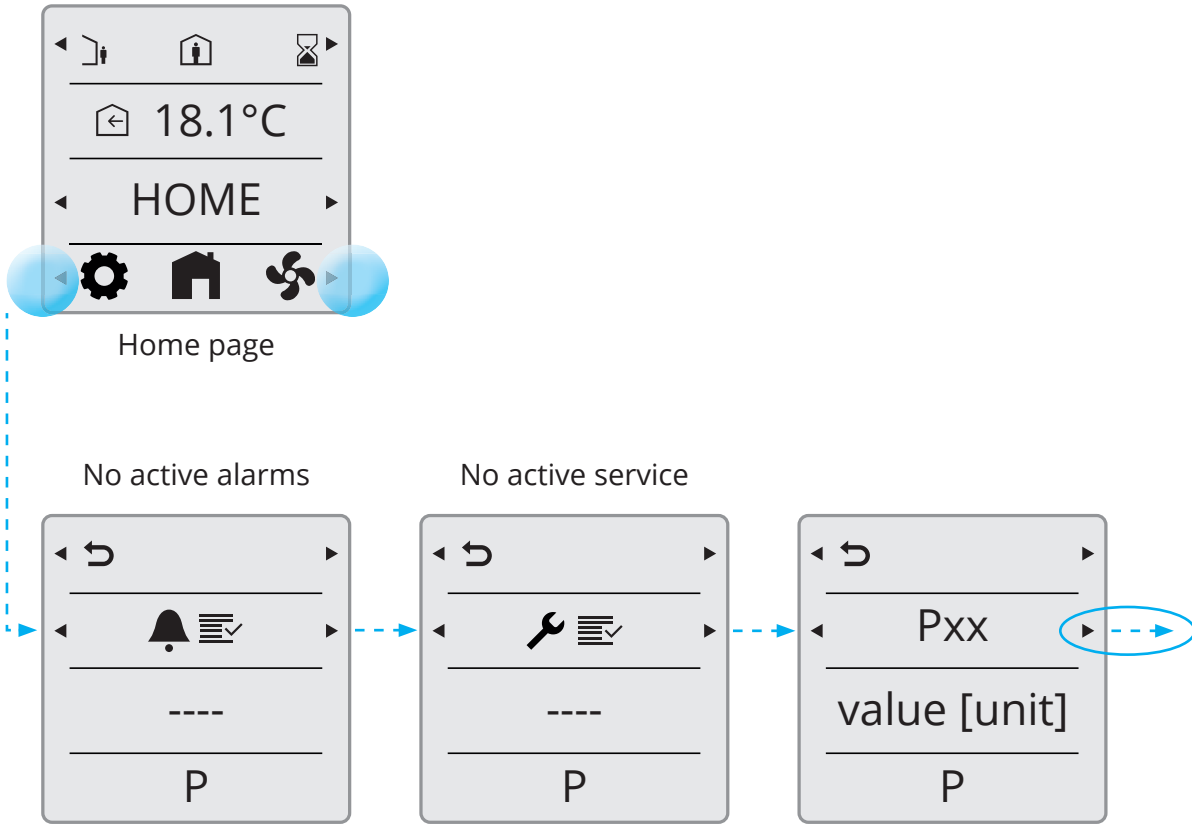 18.1°C
HOME
Home page
No active alarms
No active service
Pxx
----
----
value [unit]
P
P
P